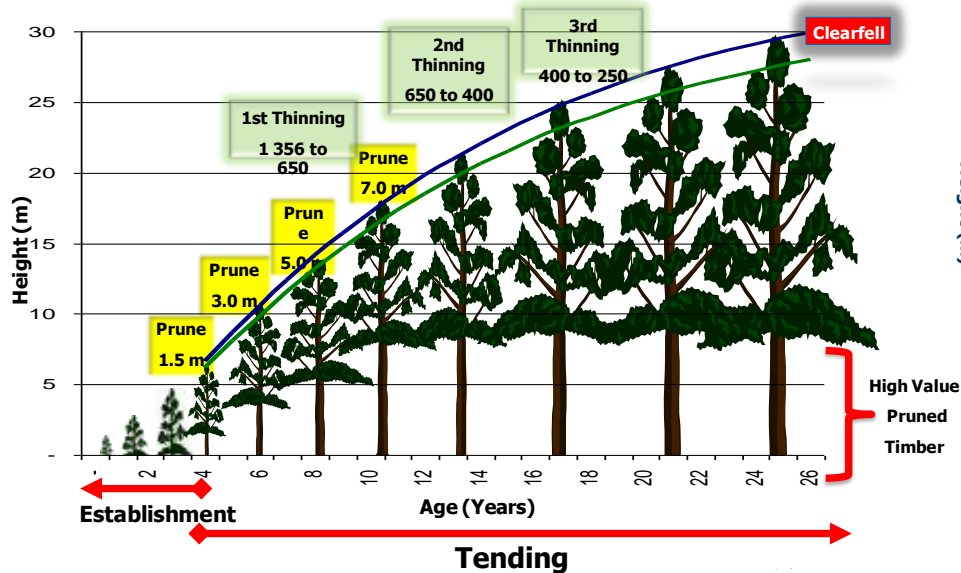 30
25
20
15
10
5
-
Height (m)
Prune
1.5 m
Prune
3.0 m
Prun
e
5.0 m
Prune
7.0 m
1st Thinning
1 356 to
650
2nd
Thinning
650 to 400
3rd
Thinning
400 to 250
Clearfell
High Value
Pruned
Timber
- 2 4 6 8 10 12 14 16 18 20 22 24 26
Age (Years)
Establishment
Tending